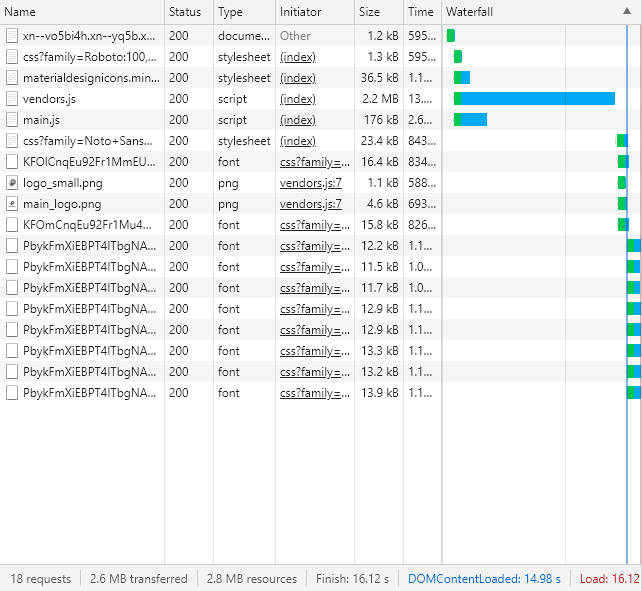 Name Status Type Initiator Size Time Waterfall
xn--vo5bi4h.xn--yq5b.x... 200 docume... Other 1.2 kB 595...
css?family=Roboto:100,... 200 stylesheet (index) 1.3 kB 595...
materialdesignicons.min... 200 stylesheet (index) 36.5 kB 1.1...
vendors.js 200 script (index) 2.2 MB 13....
main.js 200 script (index) 176 kB 2.6...
css?family=Noto+Sans... 200 stylesheet (index) 23.4 kB 843...
KFOlCnqEu92Fr1MmEU... 200 font css?family=... 16.4 kB 834...
logo_small.png 200 png vendors.js:7 1.1 kB 588...
main_logo.png 200 png vendors.js:7 4.6 kB 693...
KFOmCnqEu92Fr1Mu4... 200 font css?family=... 15.8 kB 826...
PbykFmXiEBPT4ITbgNA... 200 font css?family=... 12.2 kB 1.1...
PbykFmXiEBPT4ITbgNA... 200 font css?family=... 11.5 kB 1.0...
PbykFmXiEBPT4ITbgNA... 200 font css?family=... 11.7 kB 1.0...
PbykFmXiEBPT4ITbgNA... 200 font css?family=... 12.9 kB 1.1...
PbykFmXiEBPT4ITbgNA... 200 font css?family=... 12.9 kB 1.1...
PbykFmXiEBPT4ITbgNA... 200 font css?family=... 13.3 kB 1.1...
PbykFmXiEBPT4ITbgNA... 200 font css?family=... 13.2 kB 1.1...
PbykFmXiEBPT4ITbgNA... 200 font css?family=... 13.9 kB 1.1...
18 requests 2.6 MB transferred 2.8 MB resources Finish: 16.12 s DOMContentLoaded: 14.98 s Load: 16.12